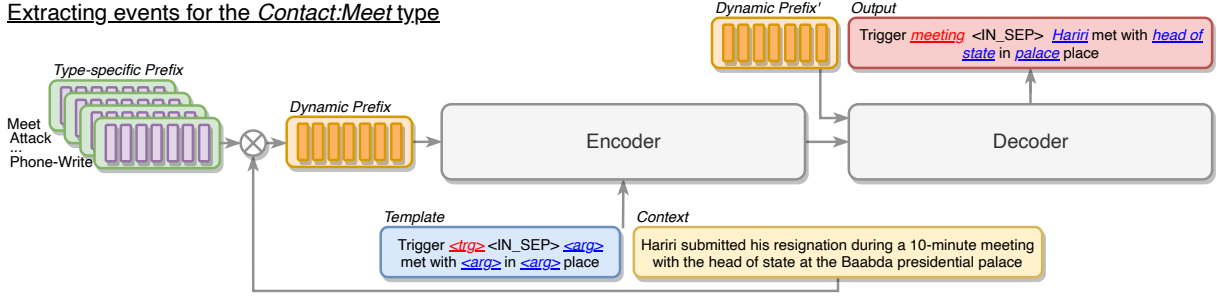 Extracting events for the Contact:Meet type
Type-specific Prefix
Meet
Attack
...
Phone-Write
Dynamic Prefix
Encoder
Dynamic Prefix'
Decoder
Output
Trigger meeting <IN_SEP> Hariri met with head of
state in palace place
Template
Trigger <trg> <IN_SEP> <arg>
met with <arg> in <arg> place
Context
Hariri submitted his resignation during a 10-minute meeting
with the head of state at the Baabda presidential palace